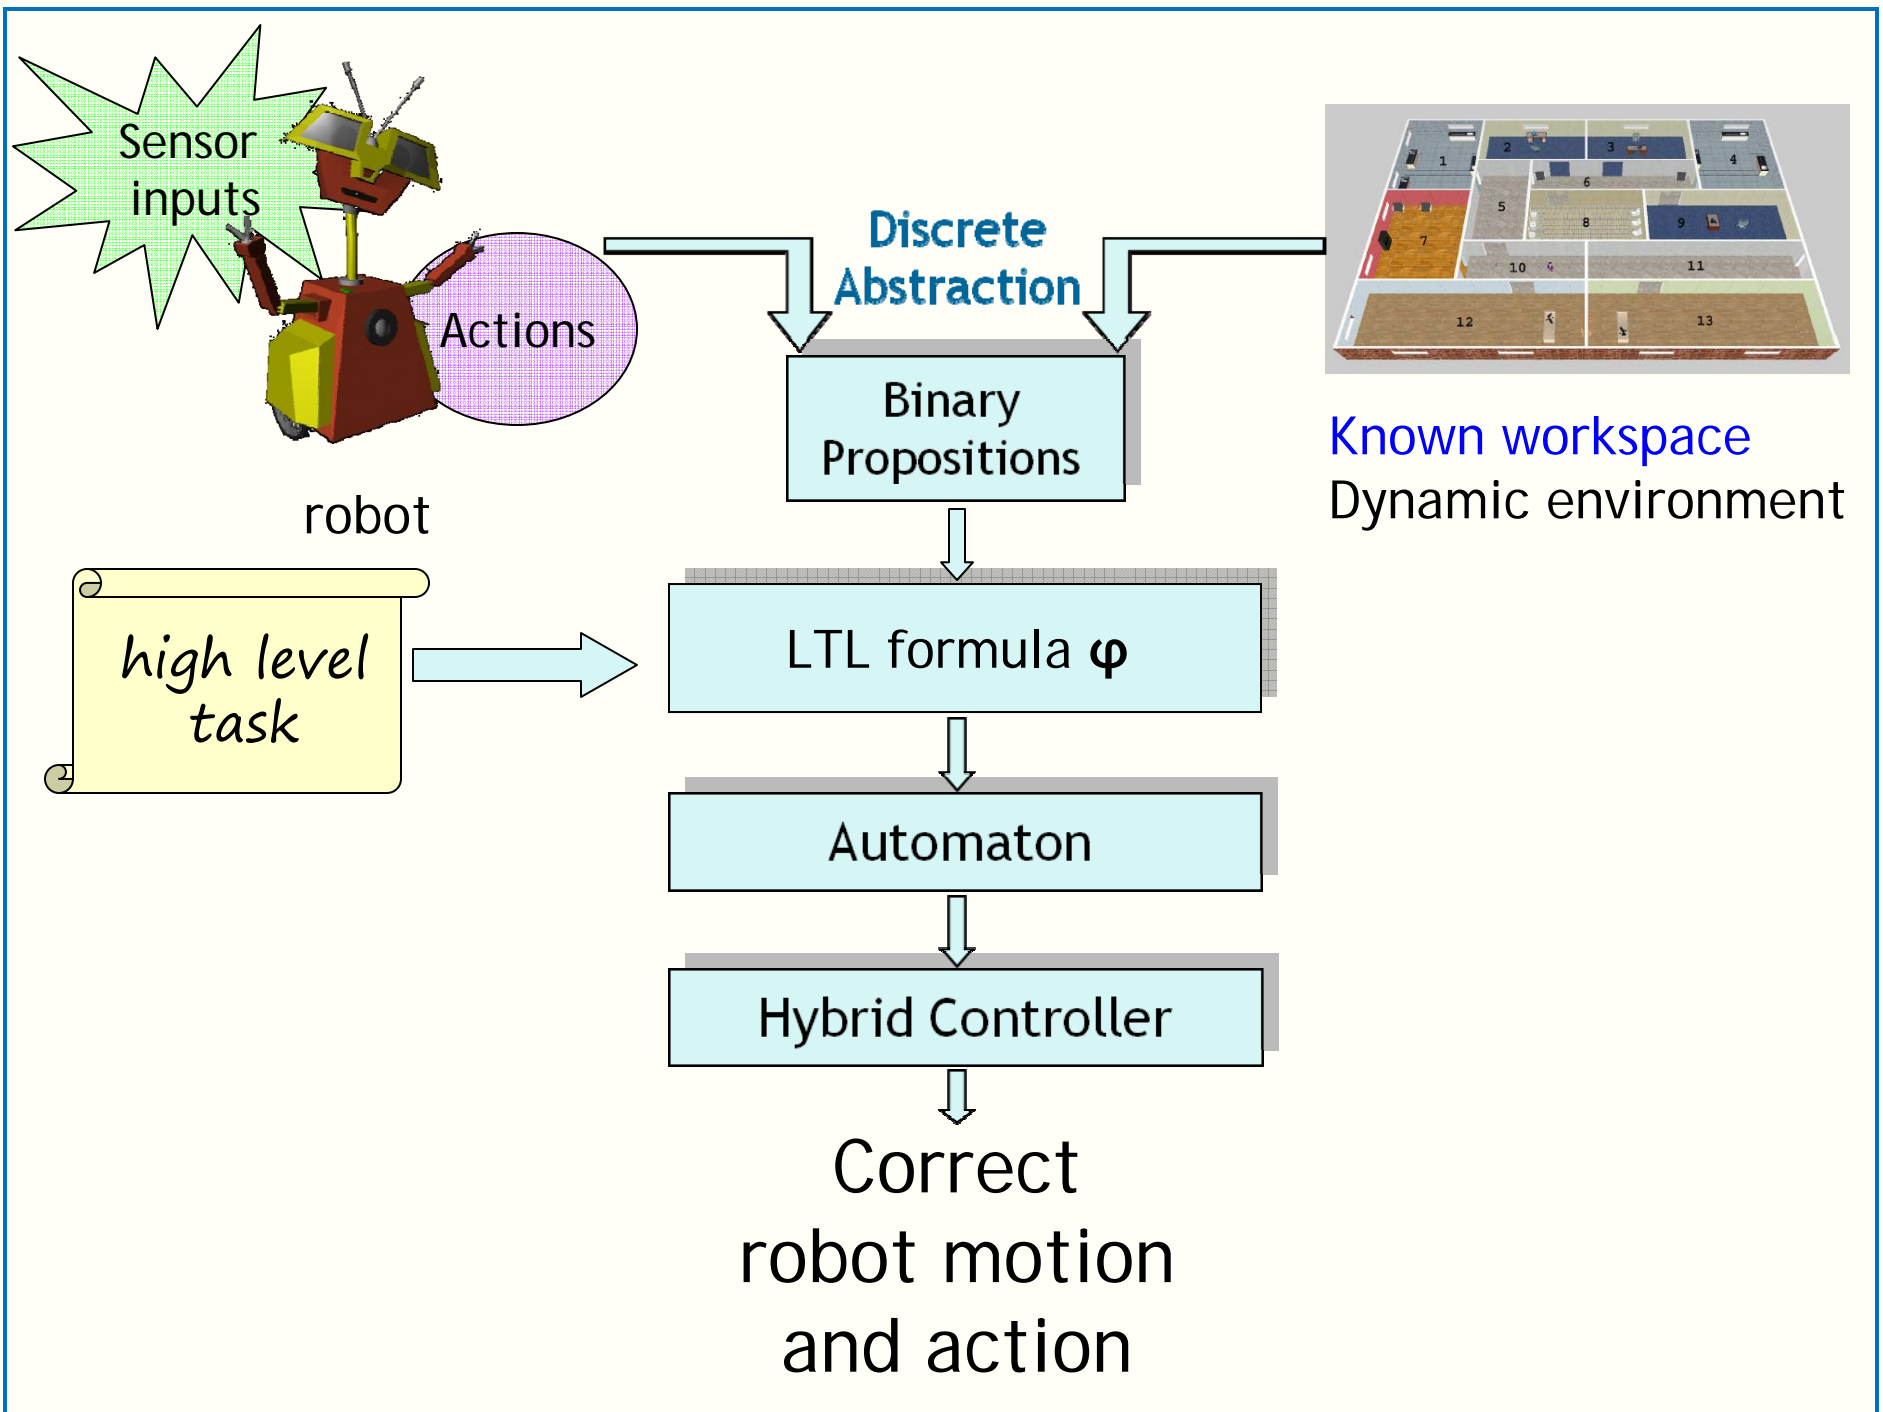 Sensor
inputs
Actions
robot
Discrete
Abstraction
1
2
3
4
5
6
7
8
9
10
11
12
13
Known workspace
Dynamic environment
Binary
Propositions
high level
task
LTL formula φ
Automaton
Hybrid Controller
Correct
robot motion
and action